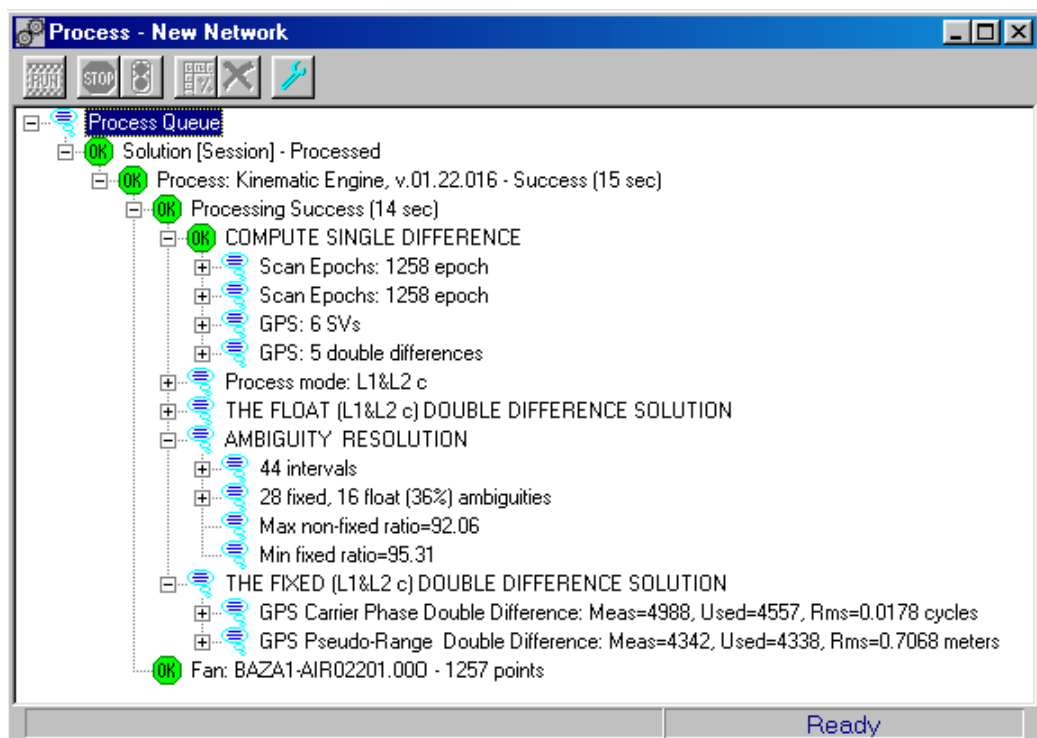 Process - New Network
RUN STOP
Process Queue
OK Solution [Session] - Processed
OK Process: Kinematic Engine, v.01.22.016 - Success (15 sec)
OK Processing Success (14 sec)
OK COMPUTE SINGLE DIFFERENCE
Scan Epochs: 1258 epoch
Scan Epochs: 1258 epoch
GPS: 6 SVs
GPS: 5 double differences
Process mode: L1&L2 c
THE FLOAT (L1&L2 c) DOUBLE DIFFERENCE SOLUTION
AMBIGUITY RESOLUTION
44 intervals
28 fixed, 16 float (36%) ambiguities
Max non-fixed ratio=92.06
Min fixed ratio=95.31
THE FIXED (L1&L2 c) DOUBLE DIFFERENCE SOLUTION
GPS Carrier Phase Double Difference: Meas=4988, Used=4557, Rms=0.0178 cycles
GPS Pseudo-Range Double Difference: Meas=4342, Used=4338, Rms=0.7068 meters
OK Fan: BAZA1-AIR02201.00O - 1257 points
Ready